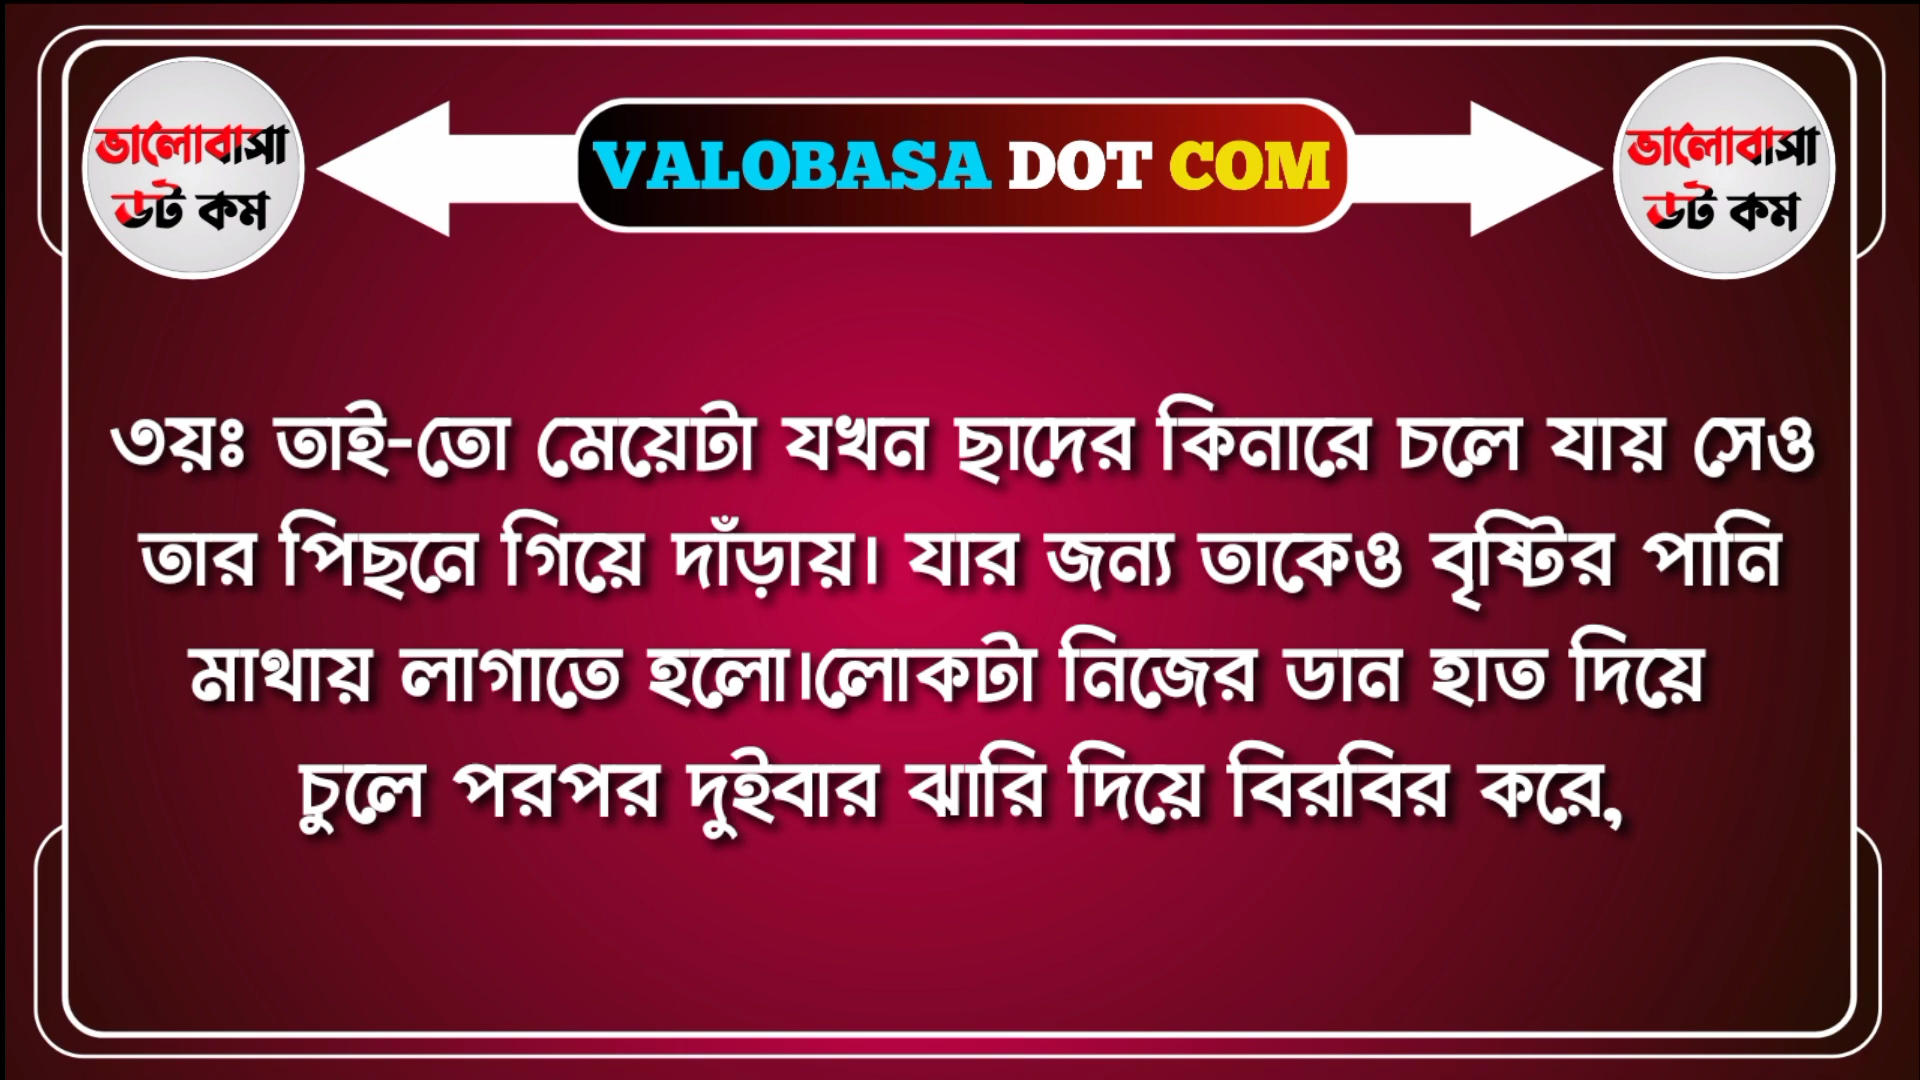 ভালোবাসা
ডট কম
VALOBASA DOT COM
ভালোবাসা
ডট কম
৩য়ঃ তাই-তো মেয়েটা যখন ছাদের কিনারে চলে যায় সেও
তার পিছনে গিয়ে দাঁড়ায়। যার জন্য তাকেও বৃষ্টির পানি
মাথায় লাগাতে হলো।লোকটা নিজের ডান হাত দিয়ে
চুলে পরপর দুইবার ঝারি দিয়ে বিরবির করে,